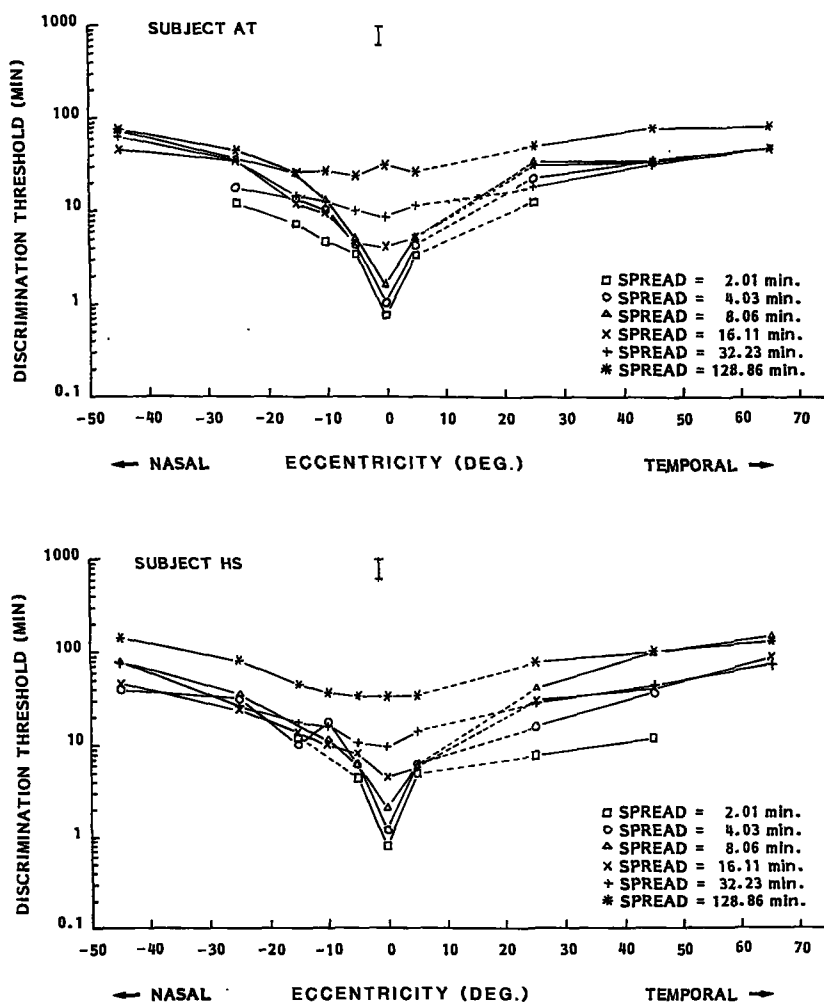 SUBJECT AT
DISCRIMINATION THRESHOLD (MIN)
1000
100
10
1
0.1
SPREAD = 2.01 min.
SPREAD = 4.03 min.
SPREAD = 8.06 min.
SPREAD = 16.11 min.
SPREAD = 32.23 min.
SPREAD = 128.86 min.
-50 -40 -30 -20 -10 0 10 20 30 40 50 60 70
← NASAL ECCENTRICITY (DEG.) TEMPORAL →
SUBJECT HS
DISCRIMINATION THRESHOLD (MIN)
1000
100
10
1
0.1
SPREAD = 2.01 min.
SPREAD = 4.03 min.
SPREAD = 8.06 min.
SPREAD = 16.11 min.
SPREAD = 32.23 min.
SPREAD = 128.86 min.
-50 -40 -30 -20 -10 0 10 20 30 40 50 60 70
← NASAL ECCENTRICITY (DEG.) TEMPORAL →